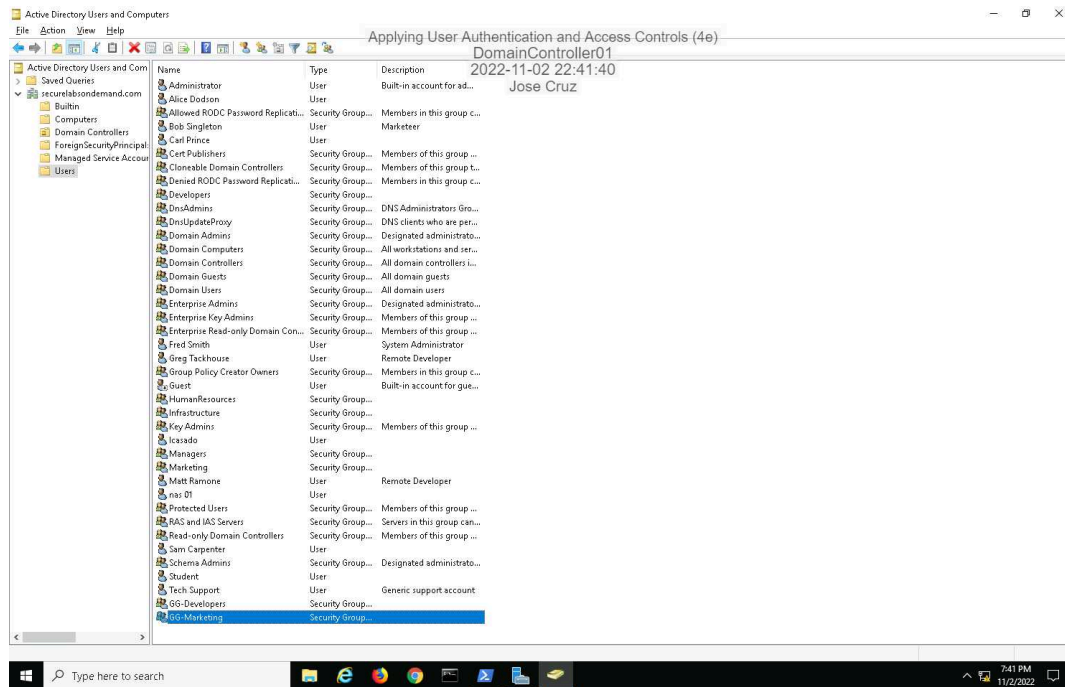 Active Directory Users and Computers
File Action View Help
Applying User Authentication and Access Controls (4e)
DomainController01
2022-11-02 22:41:40
Jose Cruz
Active Directory Users and Com
Saved Queries
securelabsondemand.com
Builtin
Computers
Domain Controllers
ForeignSecurityPrincipal:
Managed Service Accour
Users
Name Type Description
Administrator User Built-in account for ad...
Alice Dodson User
Allowed RODC Password Replicati... Security Group... Members in this group c...
Bob Singleton User Marketeer
Carl Prince User
Cert Publishers Security Group... Members of this group ...
Cloneable Domain Controllers Security Group... Members of this group t...
Denied RODC Password Replicati... Security Group... Members in this group c...
Developers Security Group...
DnsAdmins Security Group... DNS Administrators Gro...
DnsUpdateProxy Security Group... DNS clients who are per...
Domain Admins Security Group... Designated administrato...
Domain Computers Security Group... All workstations and ser...
Domain Controllers Security Group... All domain controllers i...
Domain Guests Security Group... All domain guests
Domain Users Security Group... All domain users
Enterprise Admins Security Group... Designated administrato...
Enterprise Key Admins Security Group... Members of this group ...
Enterprise Read-only Domain Con... Security Group... Members of this group ...
Fred Smith User System Administrator
Greg Tackhouse User Remote Developer
Group Policy Creator Owners Security Group... Members in this group c...
Guest User Built-in account for gue...
HumanResources Security Group...
Infrastructure Security Group...
Key Admins Security Group... Members of this group ...
lcasado User
Managers Security Group...
Marketing Security Group...
Matt Ramone User Remote Developer
nas 01 User
Protected Users Security Group... Members of this group ...
RAS and IAS Servers Security Group... Servers in this group can...
Read-only Domain Controllers Security Group... Members of this group ...
Sam Carpenter User
Schema Admins Security Group... Designated administrato...
Student User
Tech Support User Generic support account
GG-Developers Security Group...
GG-Marketing Security Group...
Type here to search
7:41 PM
11/2/2022